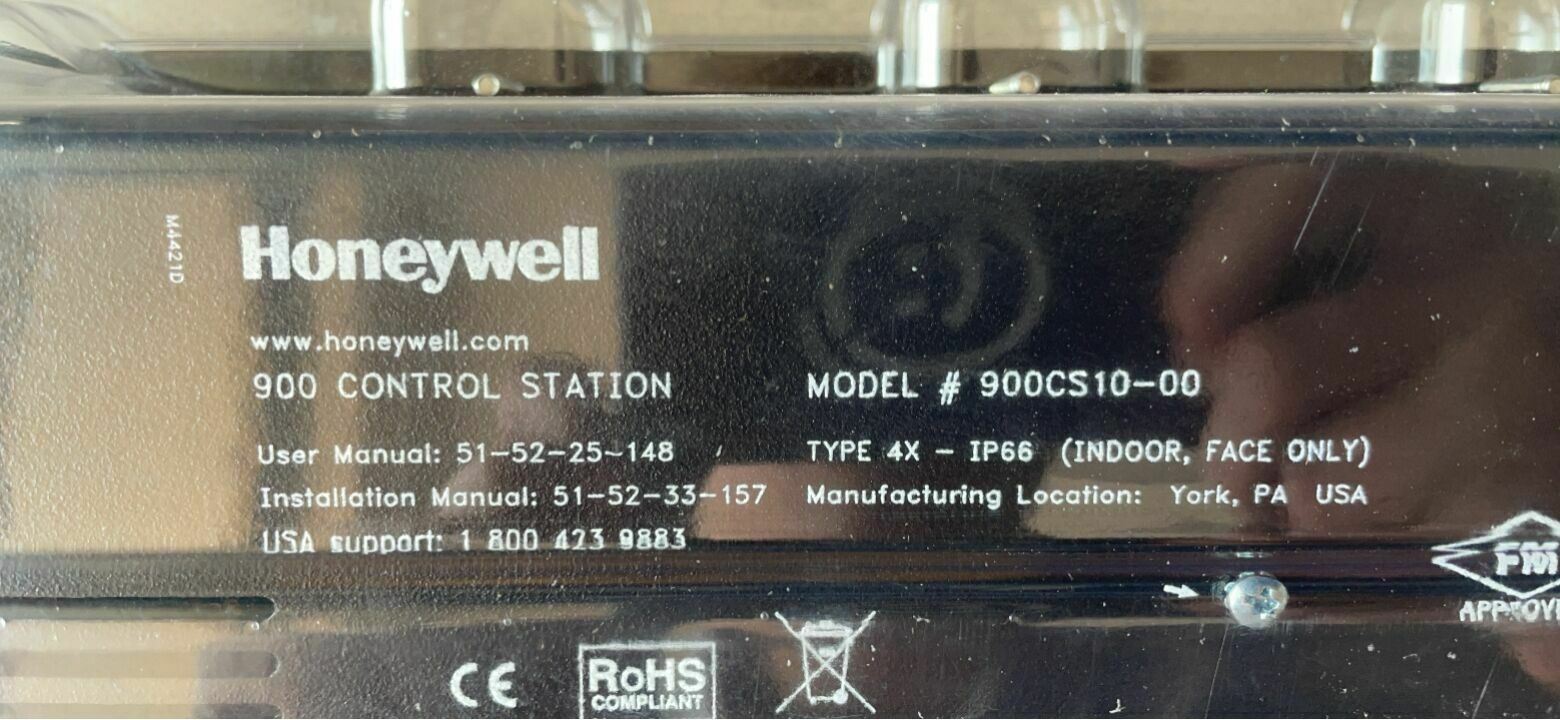 M4421D
Honeywell
www.honeywell.com
900 CONTROL STATION
MODEL # 900CS10-00
User Manual: 51-52-25-148
TYPE 4X - IP66 (INDOOR, FACE ONLY)
Installation Manual: 51-52-33-157
Manufacturing Location: York, PA USA
USA support: 1 800 423 9883
FM
APPROVE
CE
RoHS
COMPLIANT